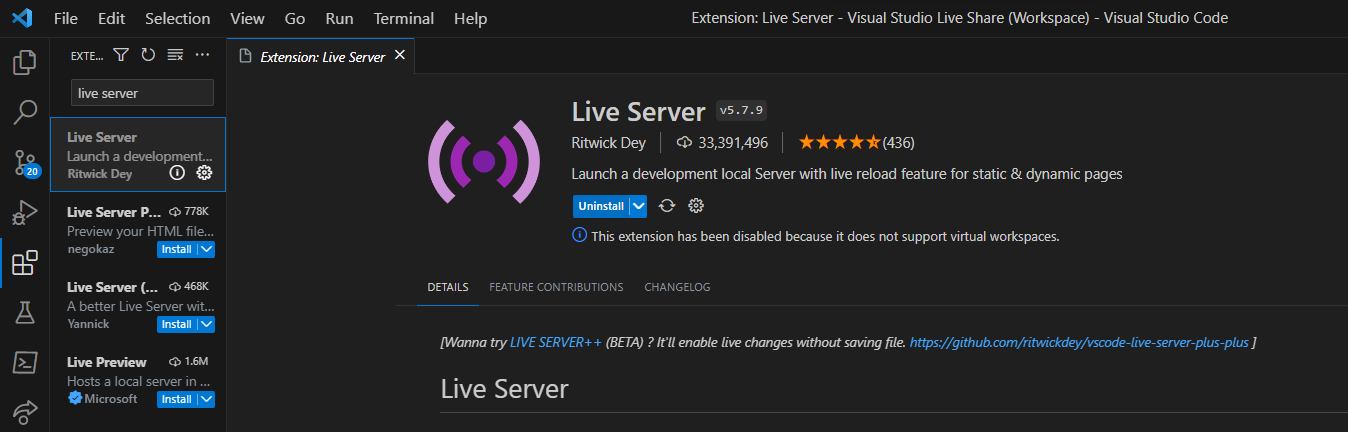 File Edit Selection View Go Run Terminal Help Extension: Live Server - Visual Studio Live Share (Workspace) - Visual Studio Code
EXTE... ···
Extension: Live Server
live server
Live Server
Launch a development...
Ritwick Dey
20
Live Server P... 778K
Preview your HTML file...
negokaz Install
Live Server (... 468K
A better Live Server wit...
Yannick Install
Live Preview 1.6M
Hosts a local server in ...
Microsoft Install
Live Server v5.7.9
Ritwick Dey 33,391,496 (436)
Launch a development local Server with live reload feature for static & dynamic pages
Uninstall
This extension has been disabled because it does not support virtual workspaces.
DETAILS FEATURE CONTRIBUTIONS CHANGELOG
[Wanna try LIVE SERVER++ (BETA) ? It'll enable live changes without saving file. https://github.com/ritwickdey/vscode-live-server-plus-plus ]
Live Server